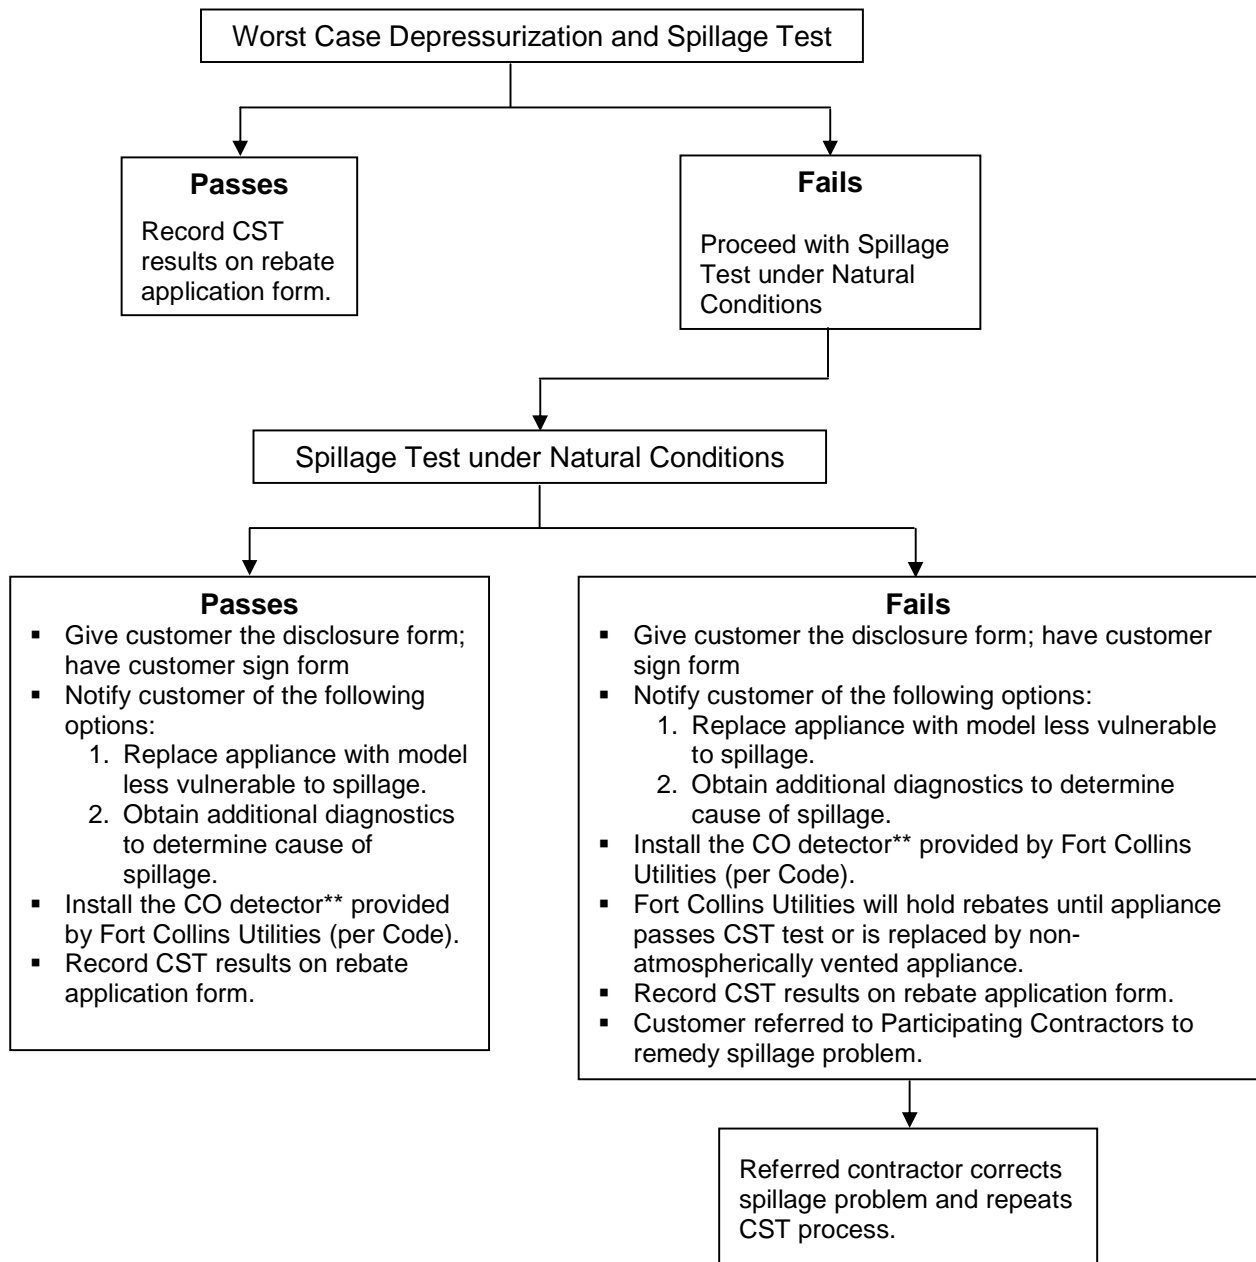 Worst Case Depressurization and Spillage Test
Passes
Record CST
results on rebate
application form.
Fails
Proceed with Spillage
Test under Natural
Conditions
Spillage Test under Natural Conditions
Passes
▪ Give customer the disclosure form;
have customer sign form
▪ Notify customer of the following
options:
1. Replace appliance with model
less vulnerable to spillage.
2. Obtain additional diagnostics
to determine cause of
spillage.
▪ Install the CO detector** provided
by Fort Collins Utilities (per Code).
▪ Record CST results on rebate
application form.
Fails
▪ Give customer the disclosure form; have customer
sign form
▪ Notify customer of the following options:
1. Replace appliance with model less vulnerable
to spillage.
2. Obtain additional diagnostics to determine
cause of spillage.
▪ Install the CO detector** provided by Fort Collins
Utilities (per Code).
▪ Fort Collins Utilities will hold rebates until appliance
passes CST test or is replaced by non-
atmospherically vented appliance.
▪ Record CST results on rebate application form.
▪ Customer referred to Participating Contractors to
remedy spillage problem.
Referred contractor corrects
spillage problem and repeats
CST process.